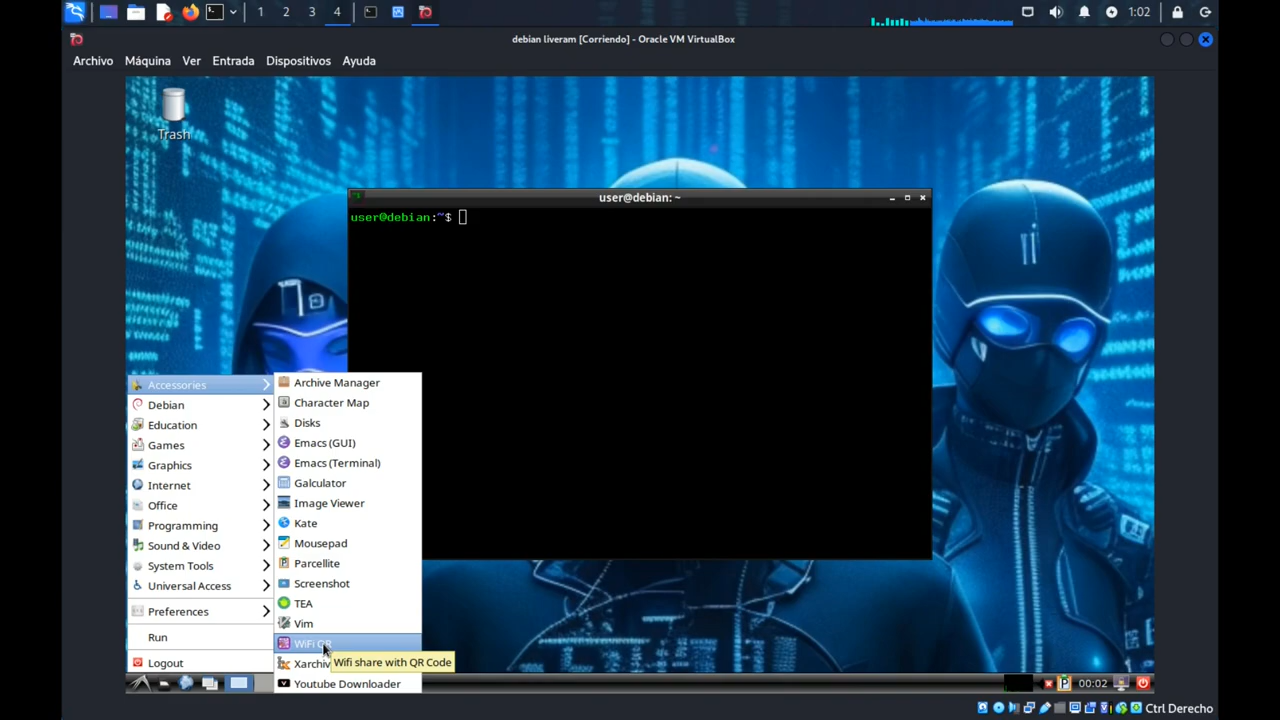 1 2 3 4
1:02
debian liveram [Corriendo] - Oracle VM VirtualBox
Archivo Máquina Ver Entrada Dispositivos Ayuda
Trash
user@debian: ~
user@debian:~$
Accessories
Debian
Education
Games
Graphics
Internet
Office
Programming
Sound & Video
System Tools
Universal Access
Preferences
Run
Logout
Archive Manager
Character Map
Disks
Emacs (GUI)
Emacs (Terminal)
Galculator
Image Viewer
Kate
Mousepad
Parcellite
Screenshot
TEA
Vim
WiFi QR
Wifi share with QR Code
Youtube Downloader
00:02
Ctrl Derecho